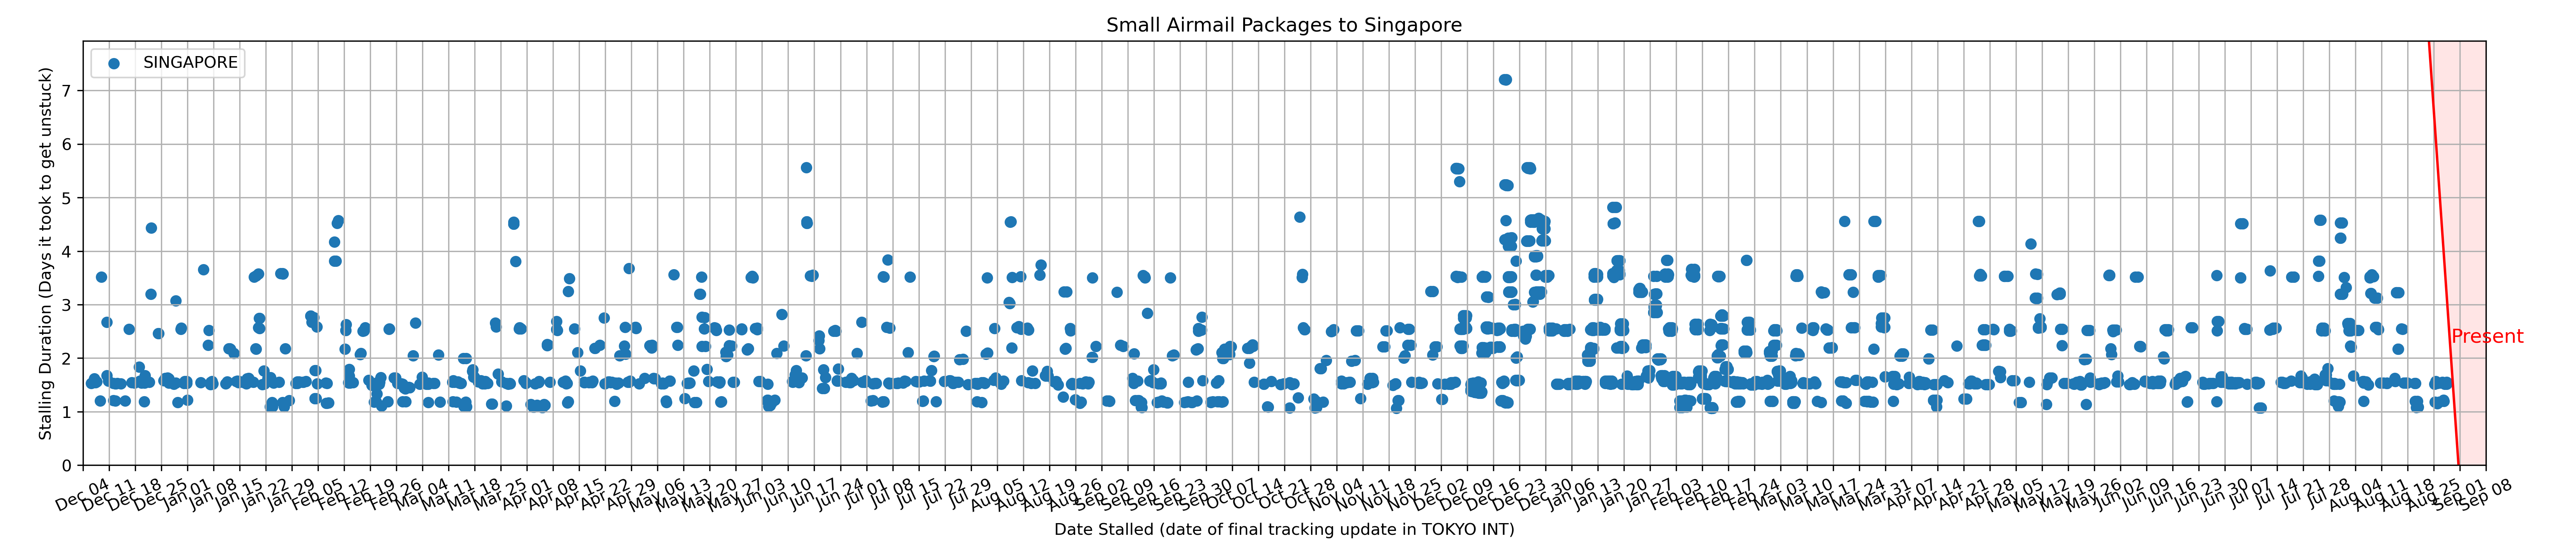 Small Airmail Packages to Singapore
SINGAPORE
Stalling Duration (Days it took to get unstuck)
7
6
5
4
3
2
1
0
Present
Dec 04
Dec 11
Dec 18
Dec 25
Jan 01
Jan 08
Jan 15
Jan 22
Jan 29
Feb 05
Feb 12
Feb 19
Feb 26
Mar 04
Mar 11
Mar 18
Mar 25
Apr 01
Apr 08
Apr 15
Apr 22
Apr 29
May 06
May 13
May 20
May 27
Jun 03
Jun 10
Jun 17
Jun 24
Jul 01
Jul 08
Jul 15
Jul 22
Jul 29
Aug 05
Aug 12
Aug 19
Aug 26
Sep 02
Sep 09
Sep 16
Sep 23
Sep 30
Oct 07
Oct 14
Oct 21
Oct 28
Nov 04
Nov 11
Nov 18
Nov 25
Dec 02
Dec 09
Dec 16
Dec 23
Dec 30
Jan 06
Jan 13
Jan 20
Jan 27
Feb 03
Feb 10
Feb 17
Feb 24
Mar 03
Mar 10
Mar 17
Mar 24
Mar 31
Apr 07
Apr 14
Apr 21
Apr 28
May 05
May 12
May 19
May 26
Jun 02
Jun 09
Jun 16
Jun 23
Jun 30
Jul 07
Jul 14
Jul 21
Jul 28
Aug 04
Aug 11
Aug 18
Aug 25
Sep 01
Sep 08
Date Stalled (date of final tracking update in TOKYO INT)